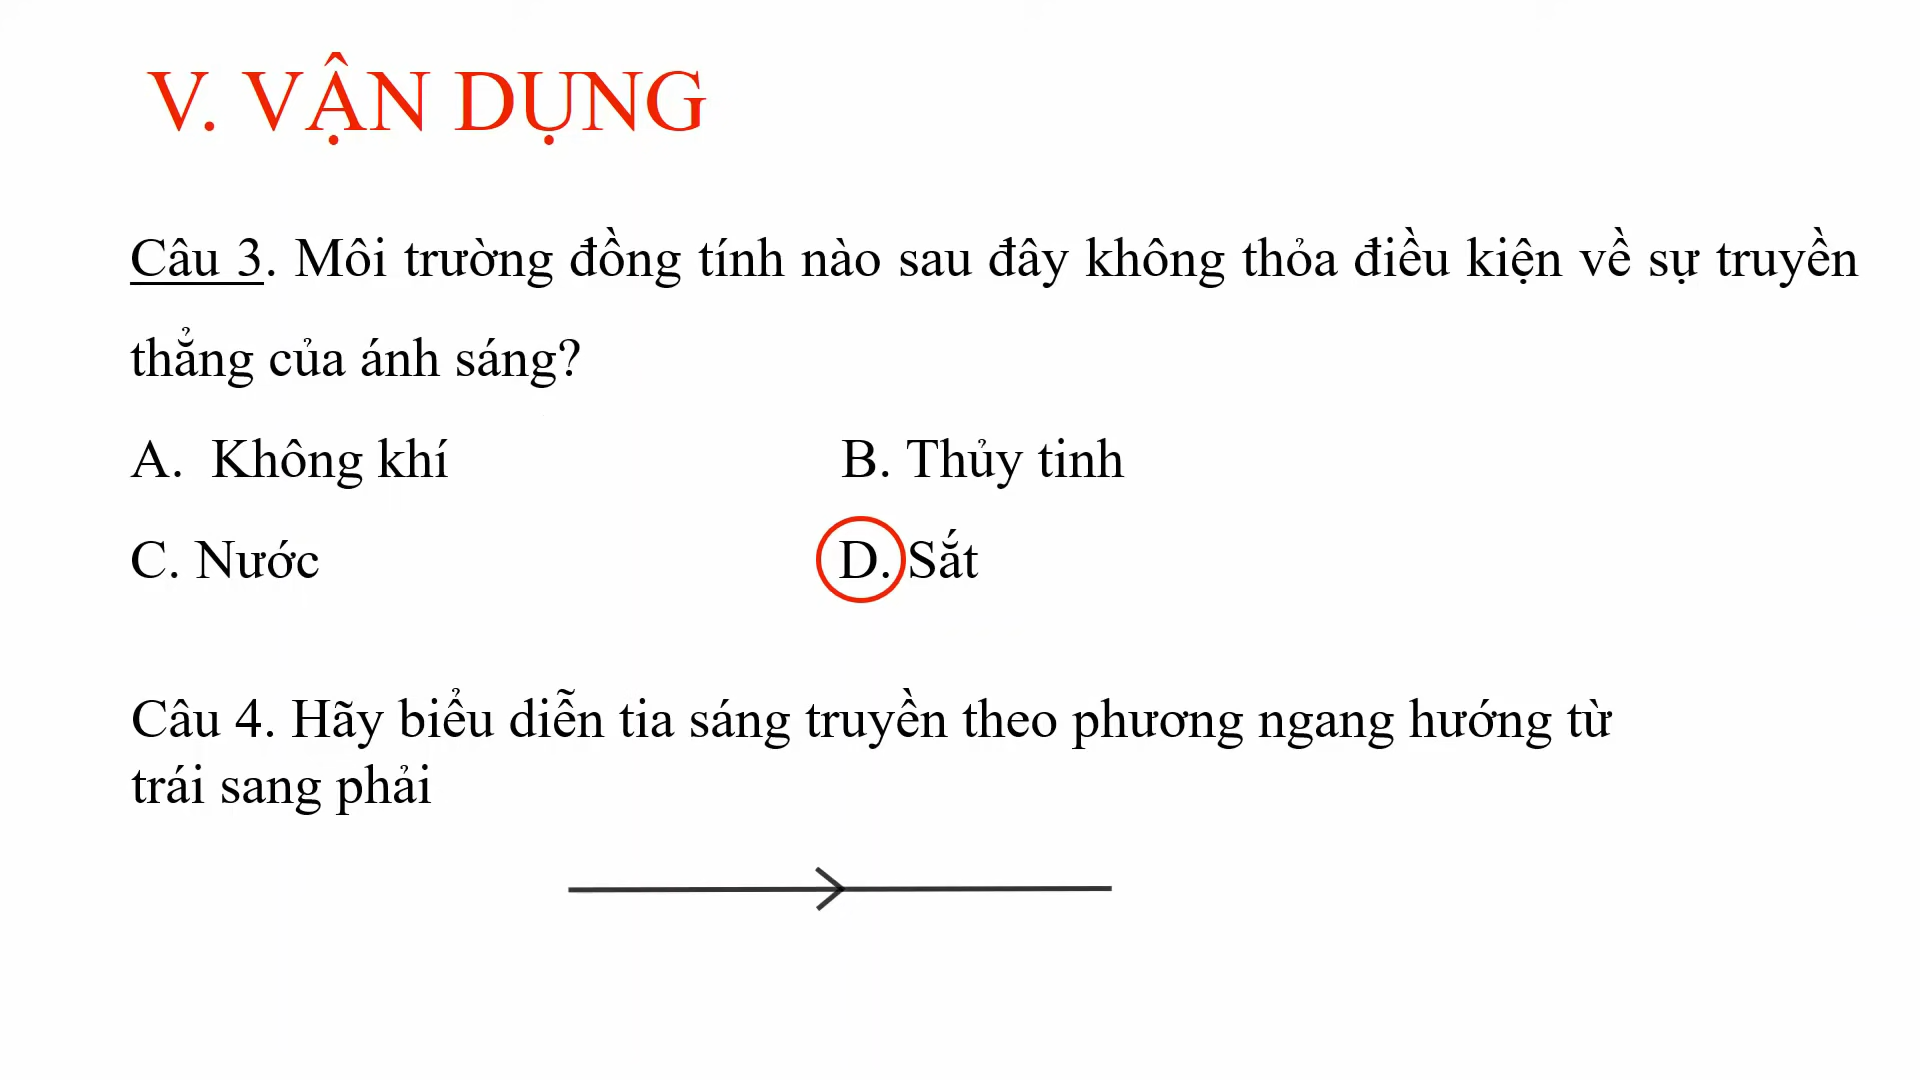 V. VẬN DỤNG
Câu 3. Môi trường đồng tính nào sau đây không thỏa điều kiện về sự truyền
thẳng của ánh sáng?
A. Không khí
B. Thủy tinh
C. Nước
D. Sắt
Câu 4. Hãy biểu diễn tia sáng truyền theo phương ngang hướng từ
trái sang phải